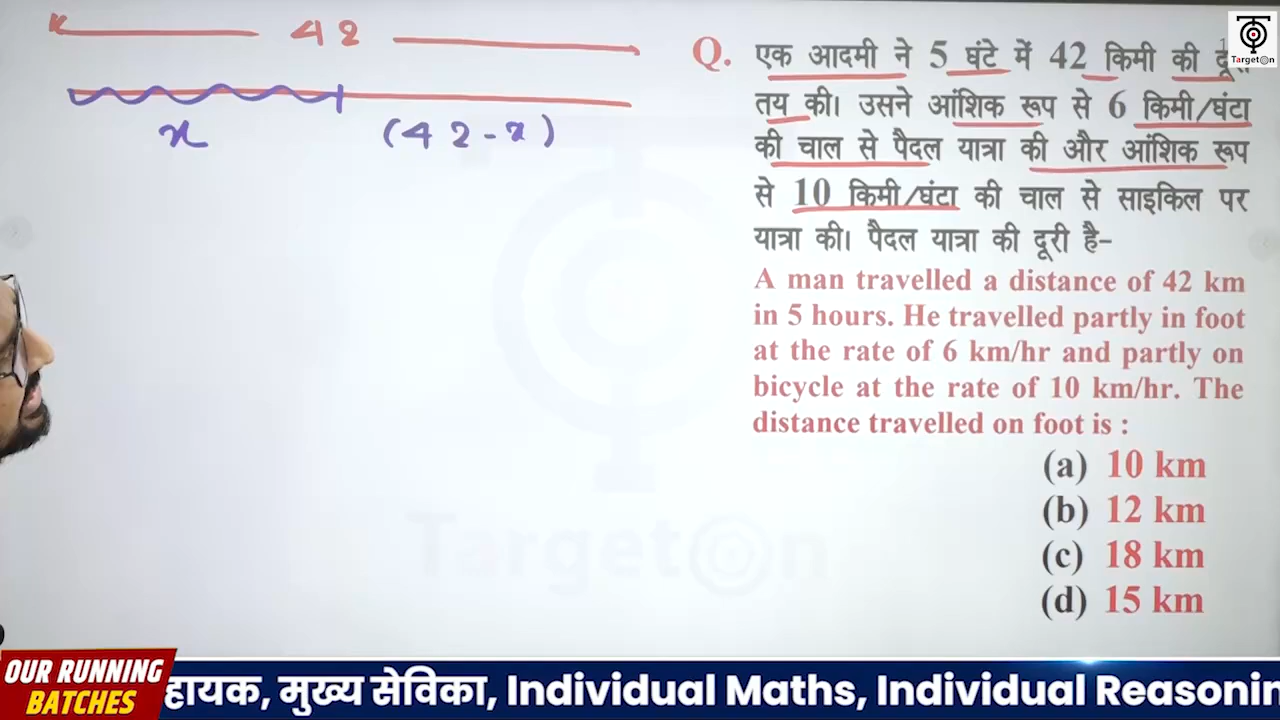 42
x (42-x)
Q. एक आदमी ने 5 घंटे में 42 किमी की
तय की। उसने आंशिक रूप से 6 किमी/घंटा
की चाल से पैदल यात्रा की और आंशिक रूप
से 10 किमी/घंटा की चाल से साइकिल पर
यात्रा की। पैदल यात्रा की दूरी है-
A man travelled a distance of 42 km
in 5 hours. He travelled partly in foot
at the rate of 6 km/hr and partly on
bicycle at the rate of 10 km/hr. The
distance travelled on foot is :
(a) 10 km
(b) 12 km
(c) 18 km
(d) 15 km
Target
Targeton
OUR RUNNING
BATCHES
हायक, मुख्य सेविका, Individual Maths, Individual Reasonin